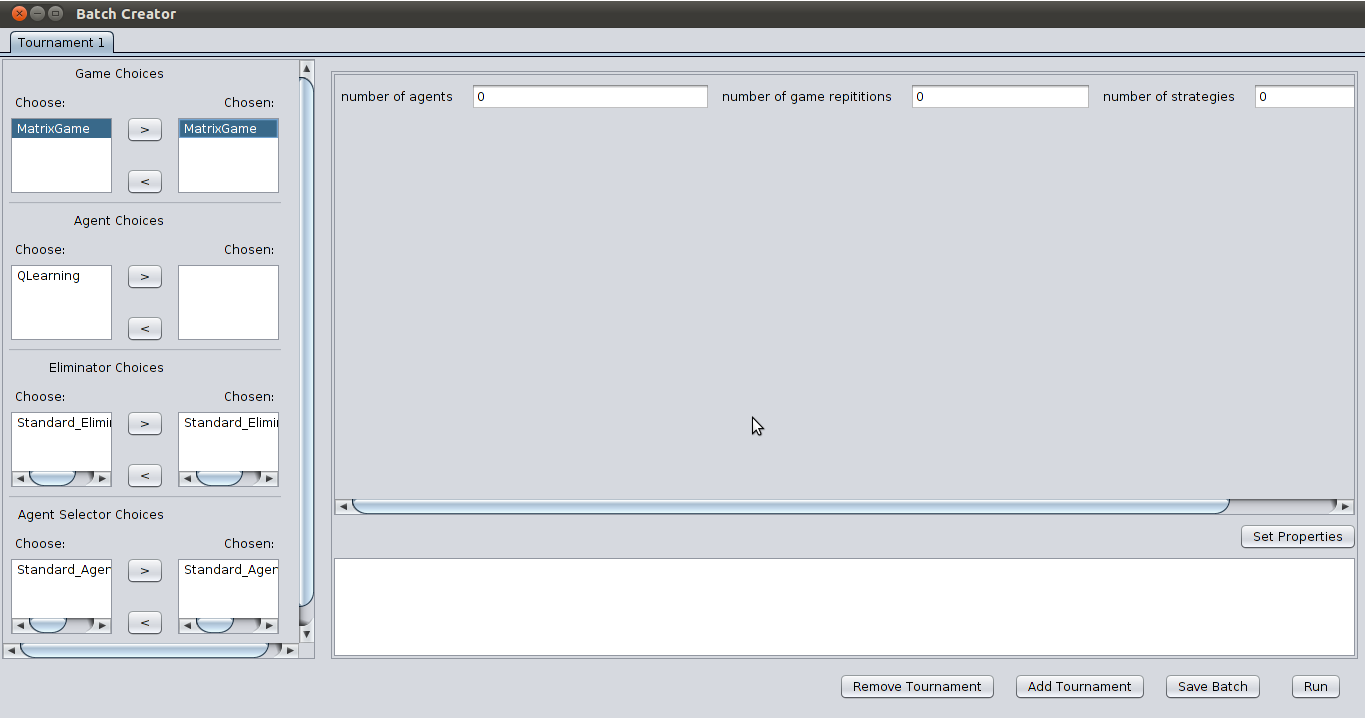 Batch Creator
Tournament 1
Game Choices
Choose: Chosen:
MatrixGame > MatrixGame
<
Agent Choices
Choose: Chosen:
QLearning >
<
Eliminator Choices
Choose: Chosen:
Standard_Elimi > Standard_Elimi
<
Agent Selector Choices
Choose: Chosen:
Standard_Agen > Standard_Agen
<
number of agents 0 number of game repititions 0 number of strategies 0
Set Properties
Remove Tournament Add Tournament Save Batch Run